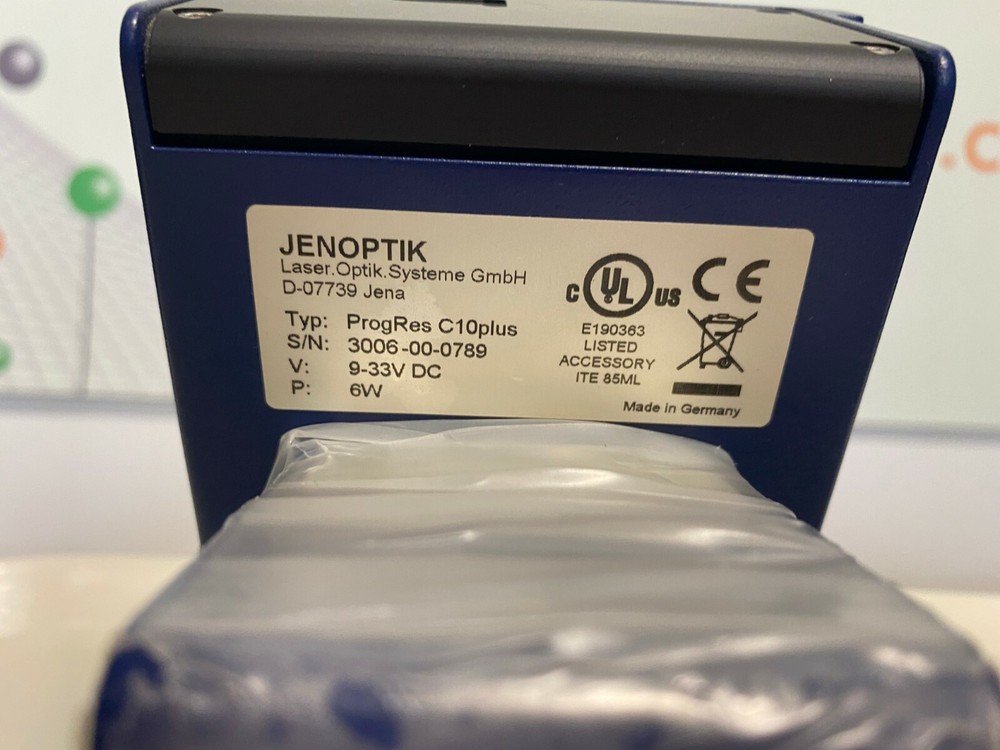 JENOPTIK
Laser.Optik.Systeme GmbH
D-07739 Jena
Typ: ProgRes C10plus
S/N: 3006-00-0789
V: 9-33V DC
P: 6W
C UL US
CE
E190363
LISTED
ACCESSORY
ITE 85ML
Made in Germany
.c